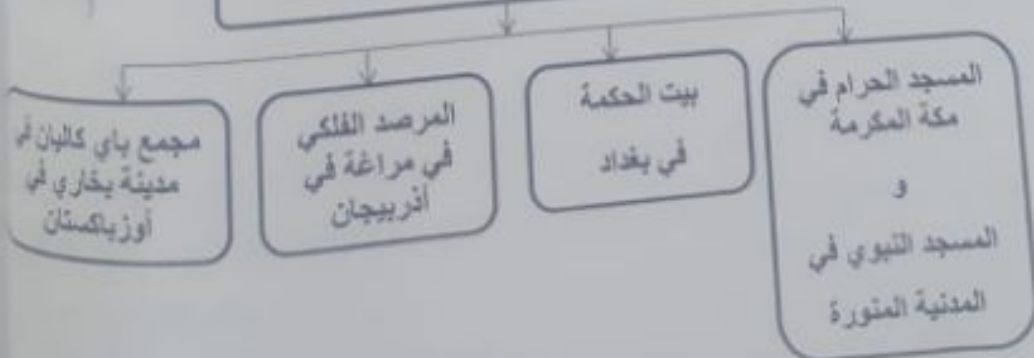 المسجد الحرام في
مكة المكرمة
و
المسجد النبوي في
المدنية المنورة
بيت الحكمة
في بغداد
المرصد الفلكي
في مراغة في
أذربيجان
مجمع باي كاليان في
مدينة بخاري في
أوزباكستان